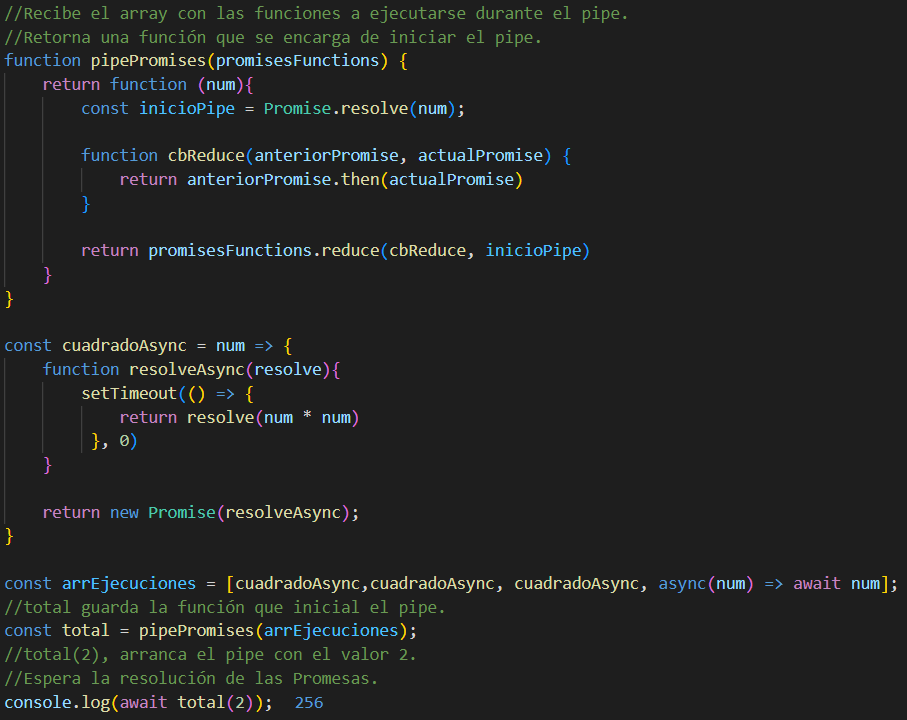 //Recibe el array con las funciones a ejecutarse durante el pipe.
//Retorna una función que se encarga de iniciar el pipe.
function pipePromises(promisesFunctions) {
    return function (num){
        const inicioPipe = Promise.resolve(num);

        function cbReduce(anteriorPromise, actualPromise) {
            return anteriorPromise.then(actualPromise)
        }

        return promisesFunctions.reduce(cbReduce, inicioPipe)
    }
}

const cuadradoAsync = num => {
    function resolveAsync(resolve){
        setTimeout(() => {
            return resolve(num * num)
         }, 0)
    }

    return new Promise(resolveAsync);
}

const arrEjecuciones = [cuadradoAsync,cuadradoAsync, cuadradoAsync, async(num) => await num];
//total guarda la función que inicial el pipe.
const total = pipePromises(arrEjecuciones);
//total(2), arranca el pipe con el valor 2.
//Espera la resolución de las Promesas.
console.log(await total(2));  256